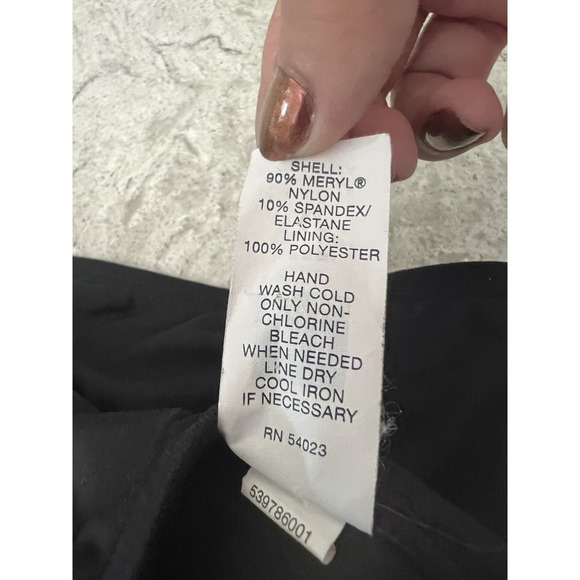 SHELL:
90% MERYL®
NYLON
10% SPANDEX/
ELASTANE
LINING:
100% POLYESTER
HAND
WASH COLD
ONLY NON-
CHLORINE
BLEACH
WHEN NEEDED
LINE DRY
COOL IRON
IF NECESSARY
RN 54023
539786001